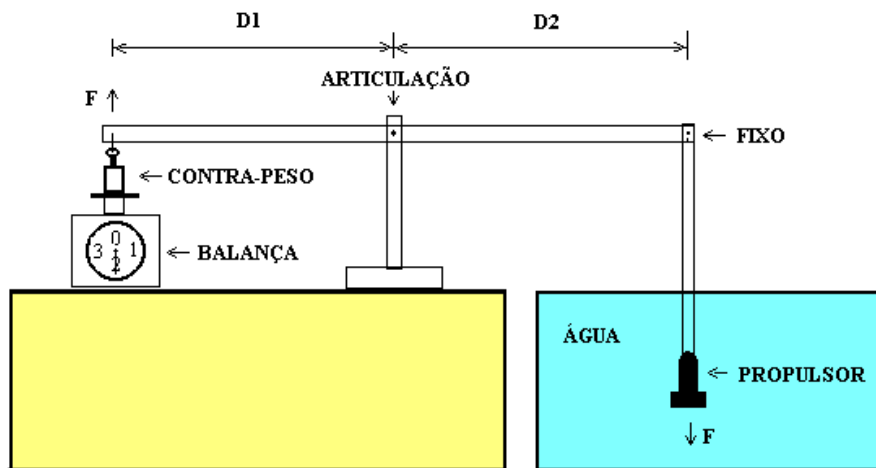 D1 D2
ARTICULAÇÃO
F
FIXO
CONTRA-PESO
0
3 1
2
BALANÇA
ÁGUA
PROPULSOR
F